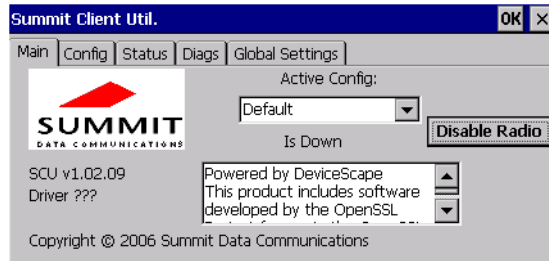 Summit Client Util.
OK ×
Main Config Status Diags Global Settings
Active Config:
Default
SUMMIT
DATA COMMUNICATIONS
Is Down
Disable Radio
SCU v1.02.09
Driver ???
Powered by DeviceScape
This product includes software
developed by the OpenSSL
Copyright © 2006 Summit Data Communications